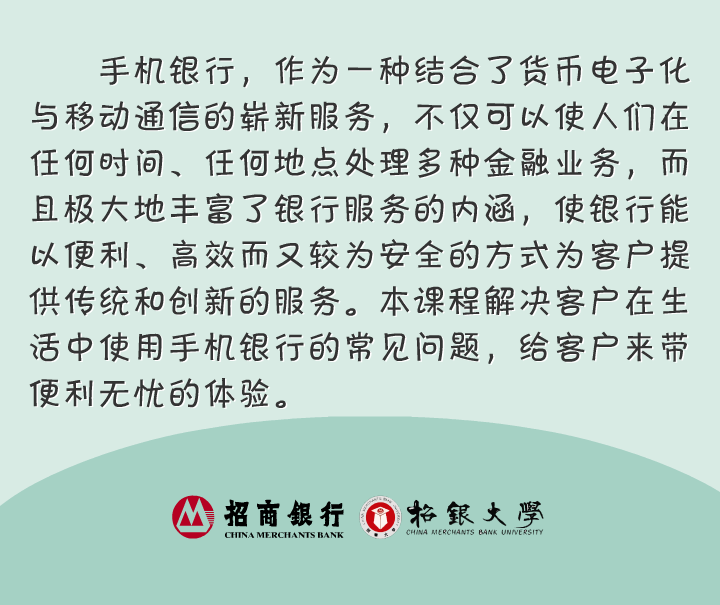 手机银行，作为一种结合了货币电子化
与移动通信的崭新服务，不仅可以使人们在
任何时间、任何地点处理多种金融业务，而
且极大地丰富了银行服务的内涵，使银行能
以便利、高效而又较为安全的方式为客户提
供传统和创新的服务。本课程解决客户在生
活中使用手机银行的常见问题，给客户来带
便利无忧的体验。
招商銀行
CHINA MERCHANTS BANK
招銀大學
CHINA MERCHANTS BANK UNIVERSITY